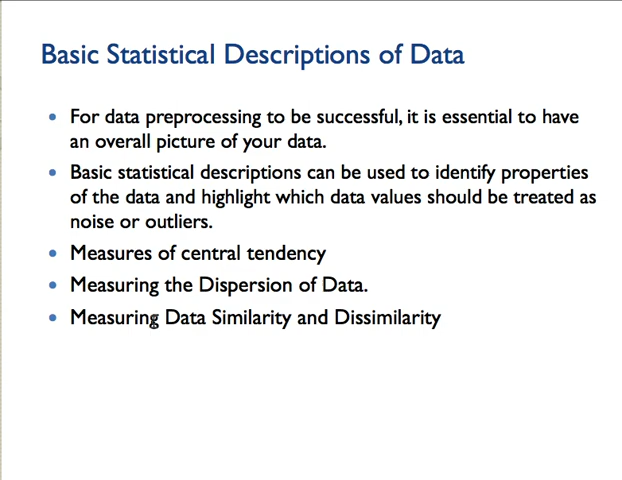 Basic Statistical Descriptions of Data
• For data preprocessing to be successful, it is essential to have
an overall picture of your data.
• Basic statistical descriptions can be used to identify properties
of the data and highlight which data values should be treated as
noise or outliers.
• Measures of central tendency
• Measuring the Dispersion of Data.
• Measuring Data Similarity and Dissimilarity